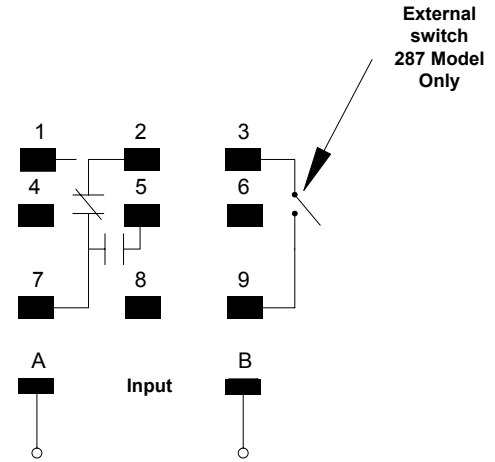 External
switch
287 Model
Only
1 2 3
4 5 6
7 8 9
A B
Input